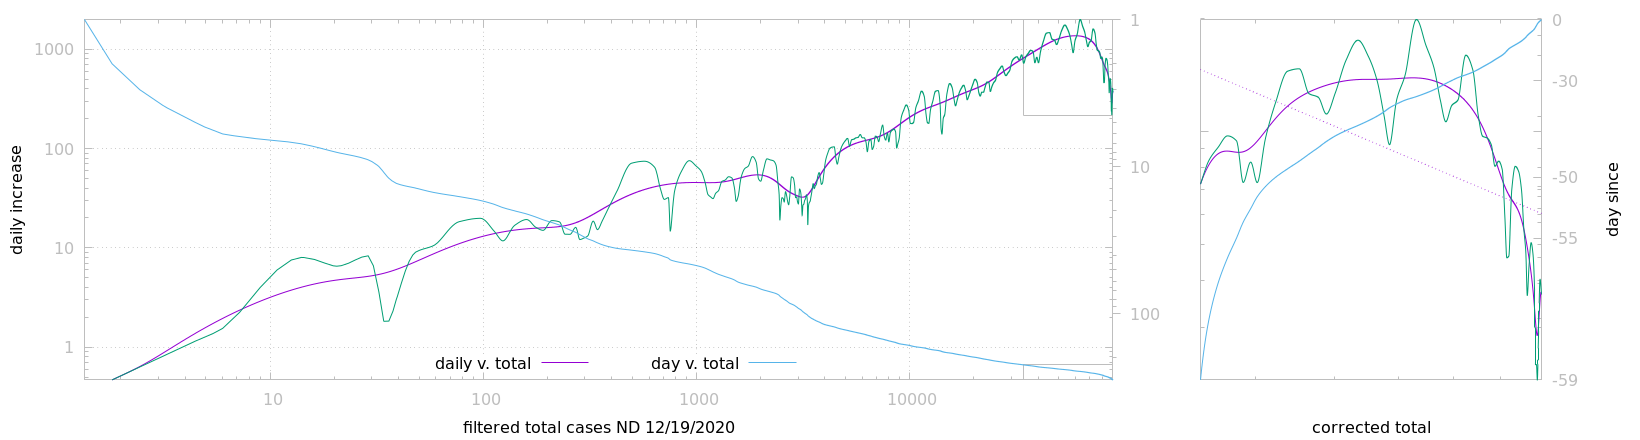 daily increase
1000
100
10
1
10
100
1000
10000
1
10
100
daily v. total
day v. total
filtered total cases ND 12/19/2020
0
-30
-50
-55
-59
day since
corrected total